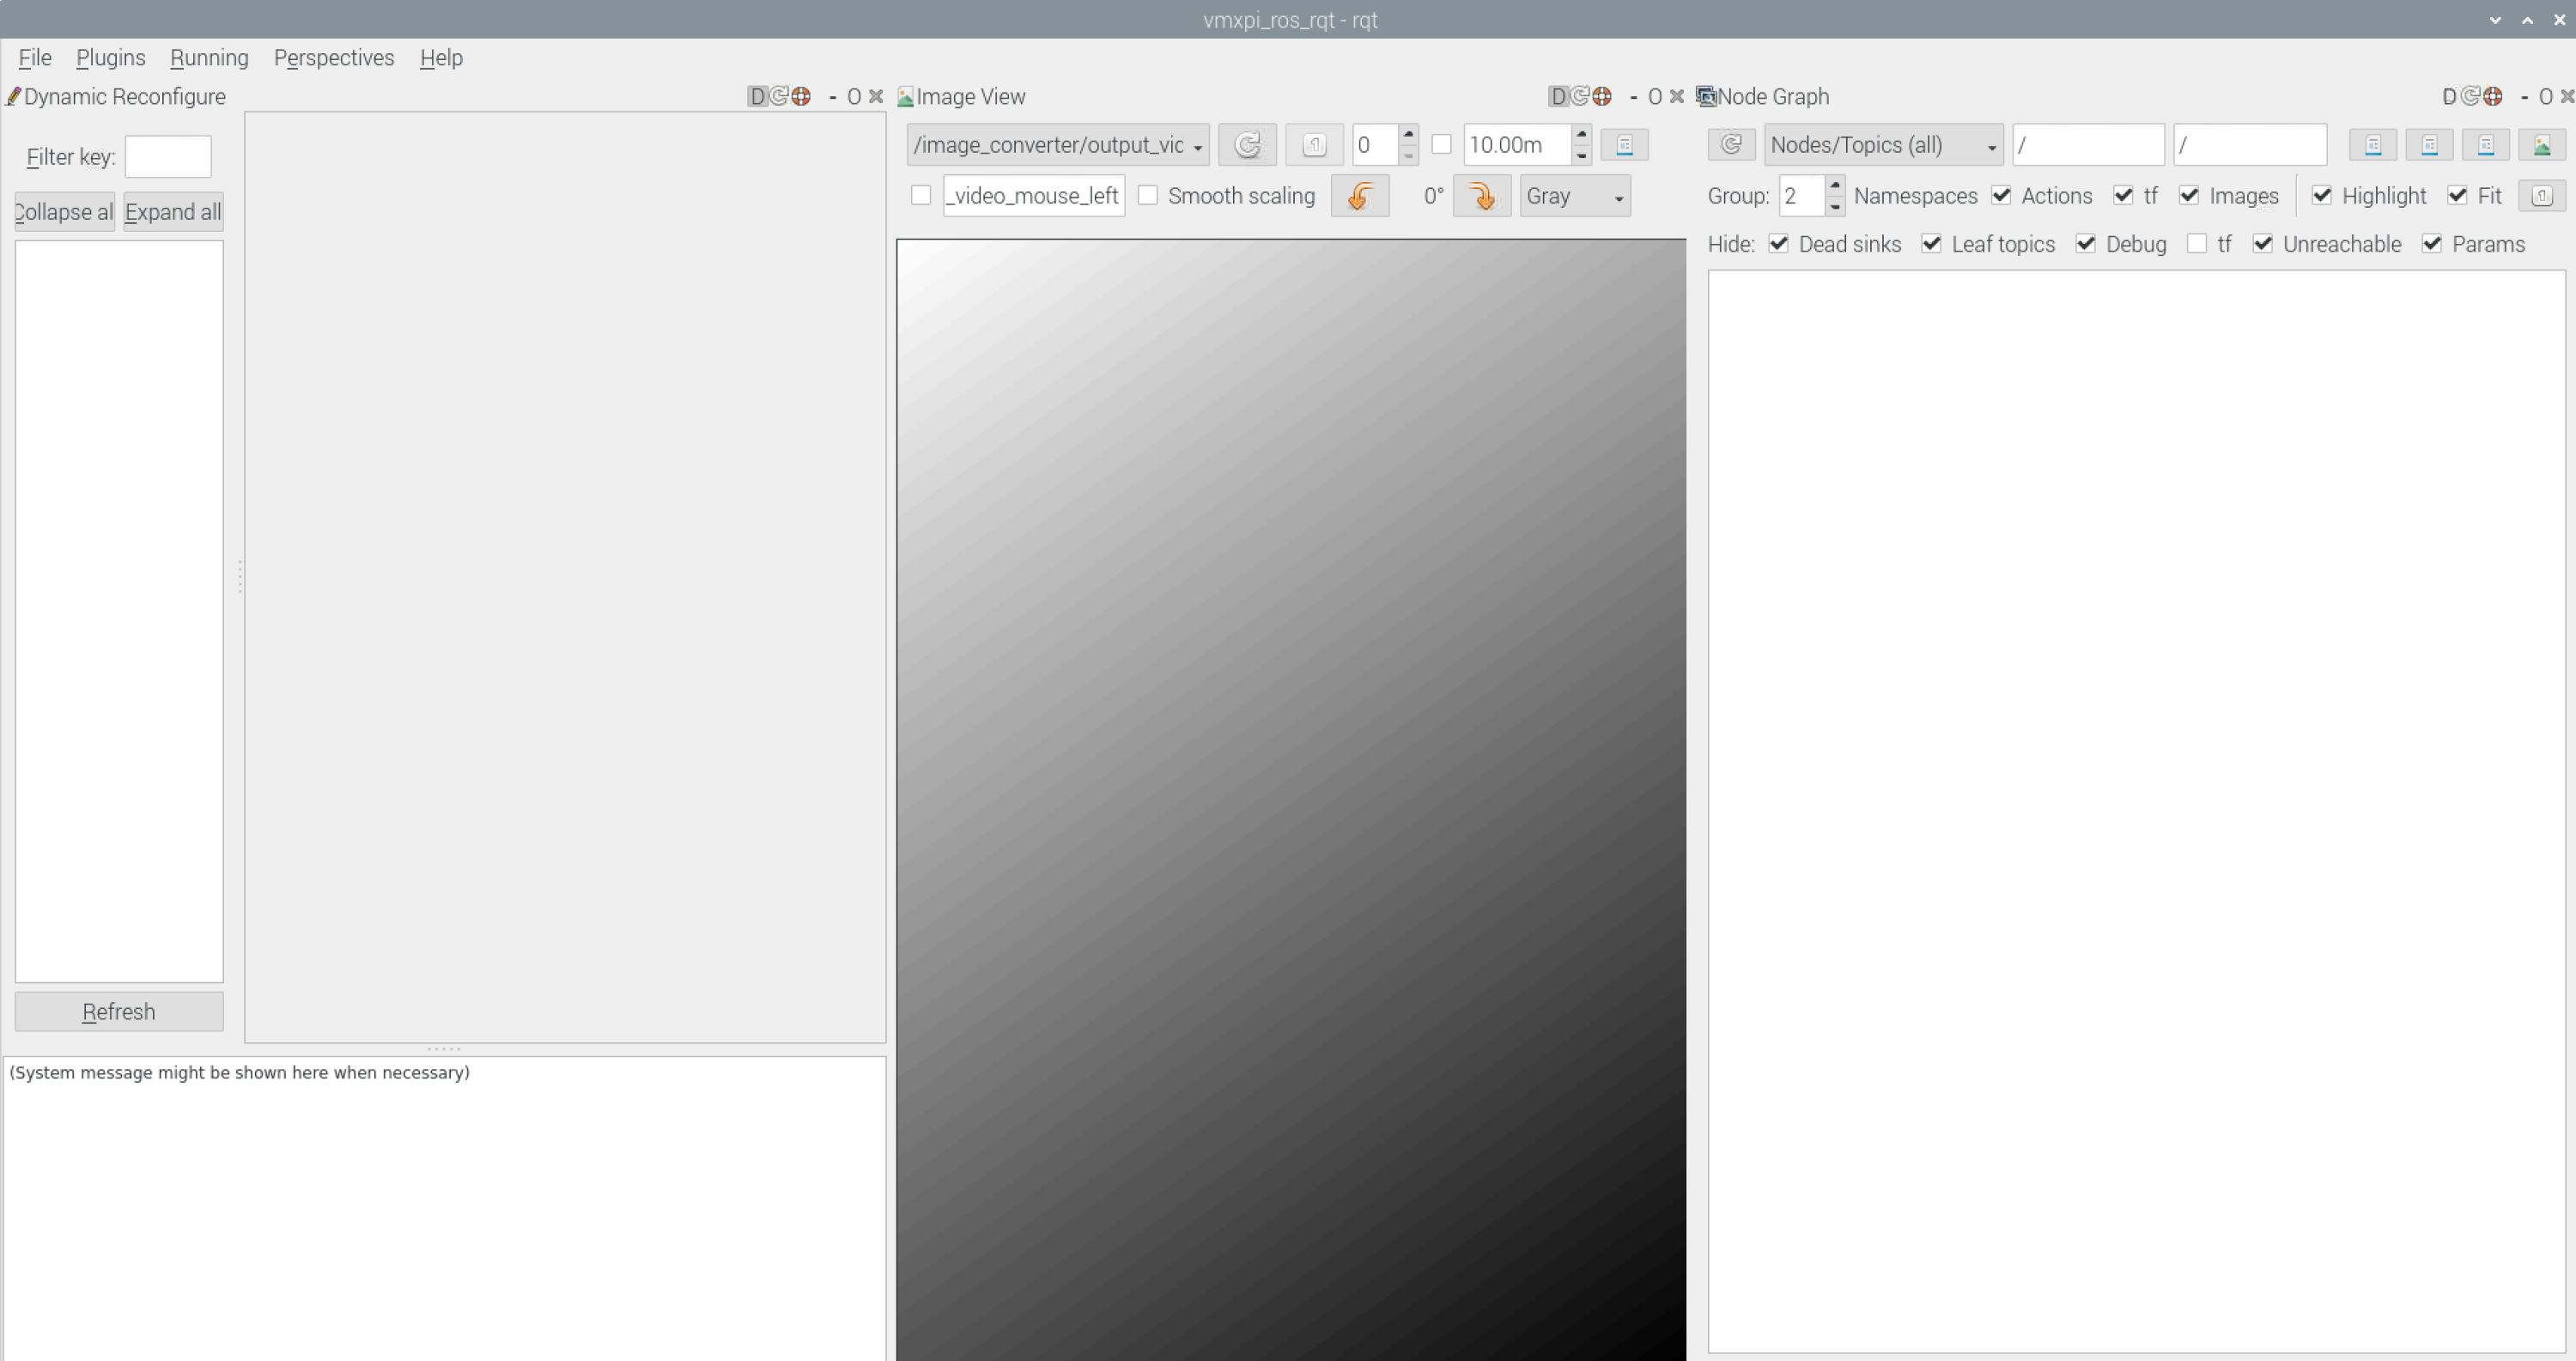 vmxpi_ros_rqt - rqt
File Plugins Running Perspectives Help
Dynamic Reconfigure D - O
Filter key:
Collapse al Expand all
Refresh
(System message might be shown here when necessary)
Image View D - O
/image_converter/output_vic 0 10.00m
_video_mouse_left Smooth scaling 0° Gray
Node Graph D - O
Nodes/Topics (all) / /
Group: 2 Namespaces Actions tf Images Highlight Fit
Hide: Dead sinks Leaf topics Debug tf Unreachable Params